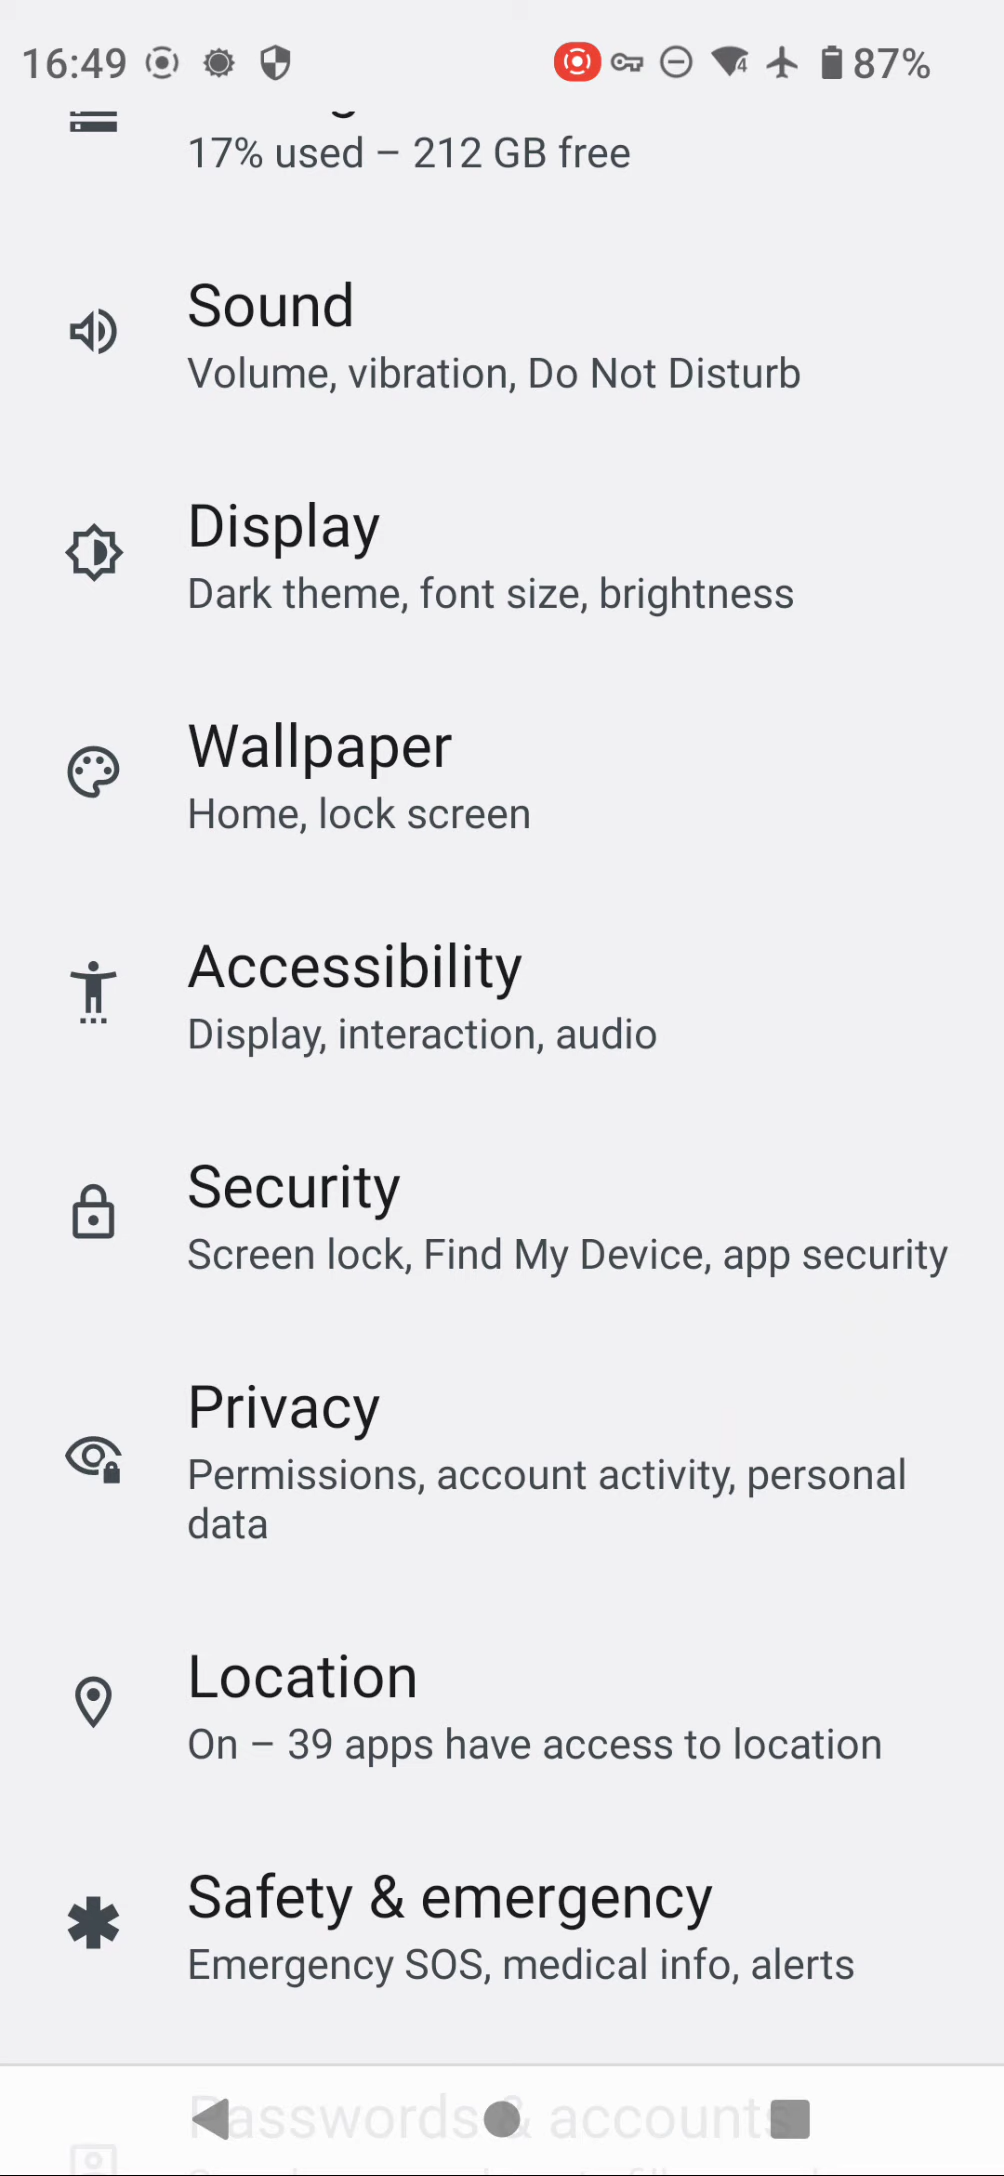 16:49 87%
17% used – 212 GB free
Sound
Volume, vibration, Do Not Disturb
Display
Dark theme, font size, brightness
Wallpaper
Home, lock screen
Accessibility
Display, interaction, audio
Security
Screen lock, Find My Device, app security
Privacy
Permissions, account activity, personal
data
Location
On – 39 apps have access to location
Safety & emergency
Emergency SOS, medical info, alerts
Passwords & accounts